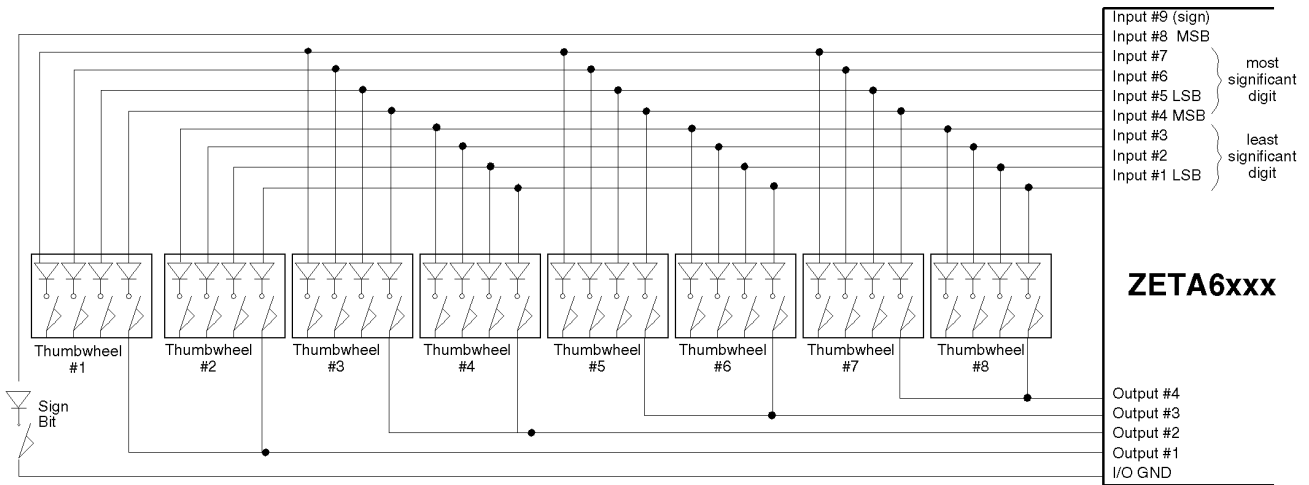 Input #9 (sign)
Input #8 MSB
Input #7
Input #6
Input #5 LSB
Input #4 MSB
Input #3
Input #2
Input #1 LSB
most
significant
digit
least
significant
digit
ZETA6xxx
Thumbwheel
#1
Thumbwheel
#2
Thumbwheel
#3
Thumbwheel
#4
Thumbwheel
#5
Thumbwheel
#6
Thumbwheel
#7
Thumbwheel
#8
Sign
Bit
Output #4
Output #3
Output #2
Output #1
I/O GND